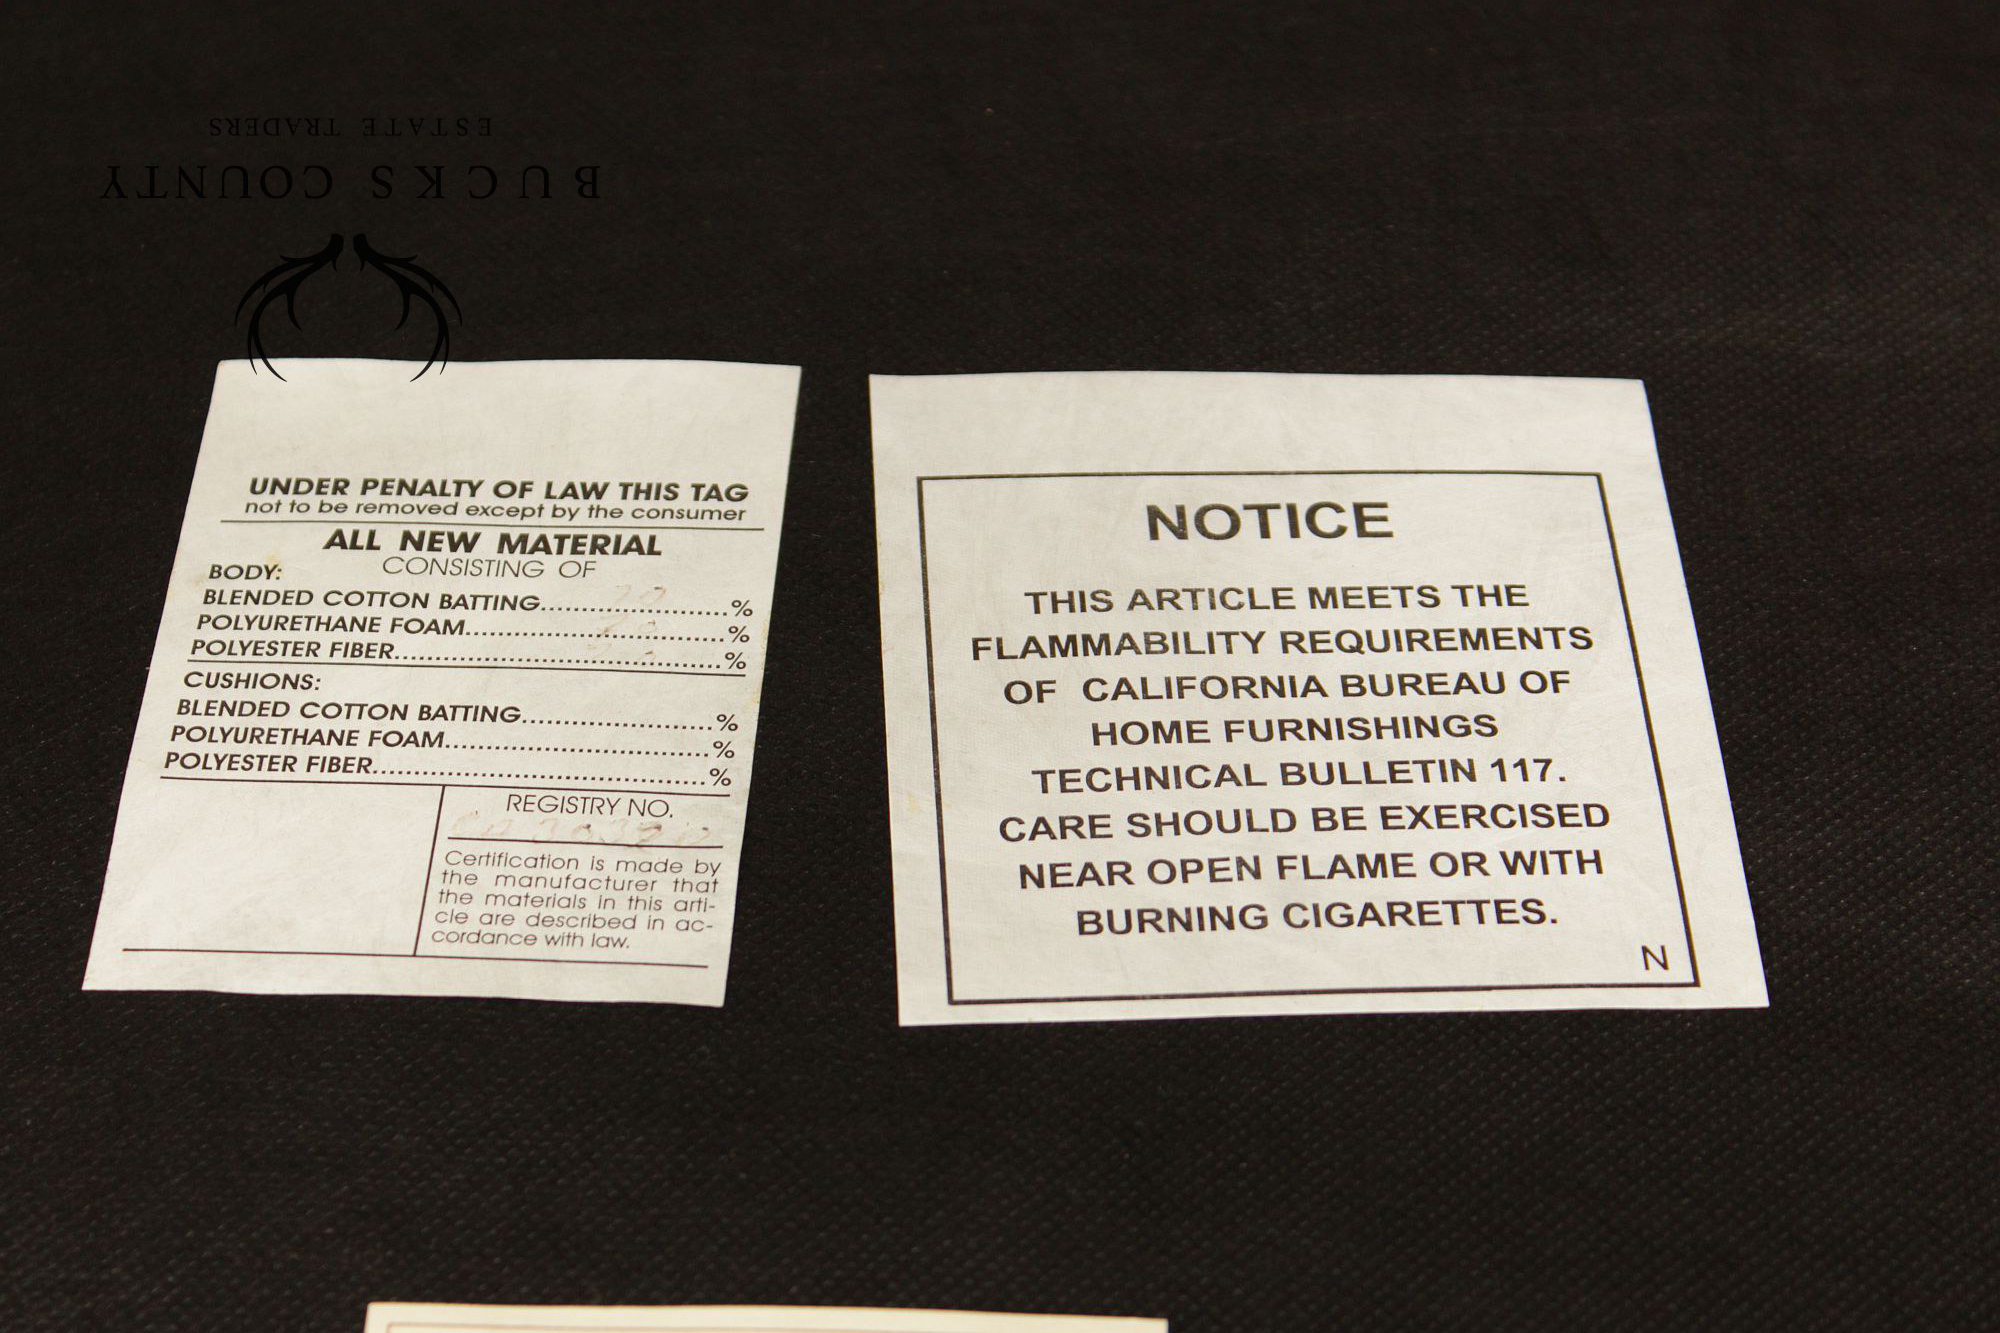 ESTATE TRADERS
BUCKS COUNTY
UNDER PENALTY OF LAW THIS TAG
not to be removed except by the consumer
ALL NEW MATERIAL
CONSISTING OF
BODY:
BLENDED COTTON BATTING....................%
POLYURETHANE FOAM............................%
POLYESTER FIBER....................................%
CUSHIONS:
BLENDED COTTON BATTING....................%
POLYURETHANE FOAM............................%
POLYESTER FIBER....................................%
REGISTRY NO.
Certification is made by
the manufacturer that
the materials in this arti-
cle are described in ac-
cordance with law.
NOTICE
THIS ARTICLE MEETS THE
FLAMMABILITY REQUIREMENTS
OF CALIFORNIA BUREAU OF
HOME FURNISHINGS
TECHNICAL BULLETIN 117.
CARE SHOULD BE EXERCISED
NEAR OPEN FLAME OR WITH
BURNING CIGARETTES.
N